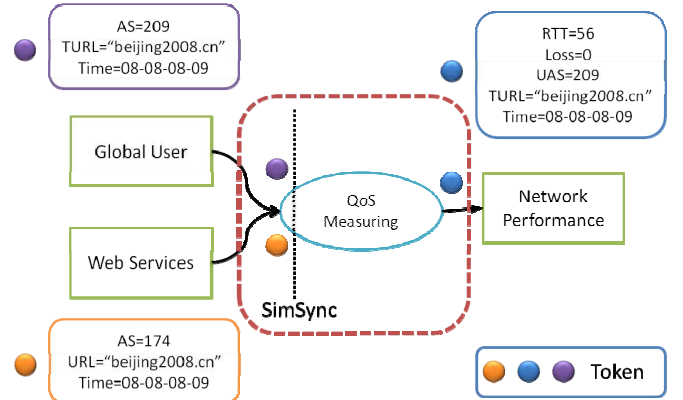 AS=209
TURL=“beijing2008.cn”
Time=08-08-08-09
RTT=56
Loss=0
UAS=209
TURL=“beijing2008.cn”
Time=08-08-08-09
Global User
QoS
Measuring
Network
Performance
Web Services
SimSync
AS=174
URL=“beijing2008.cn”
Time=08-08-08-09
Token